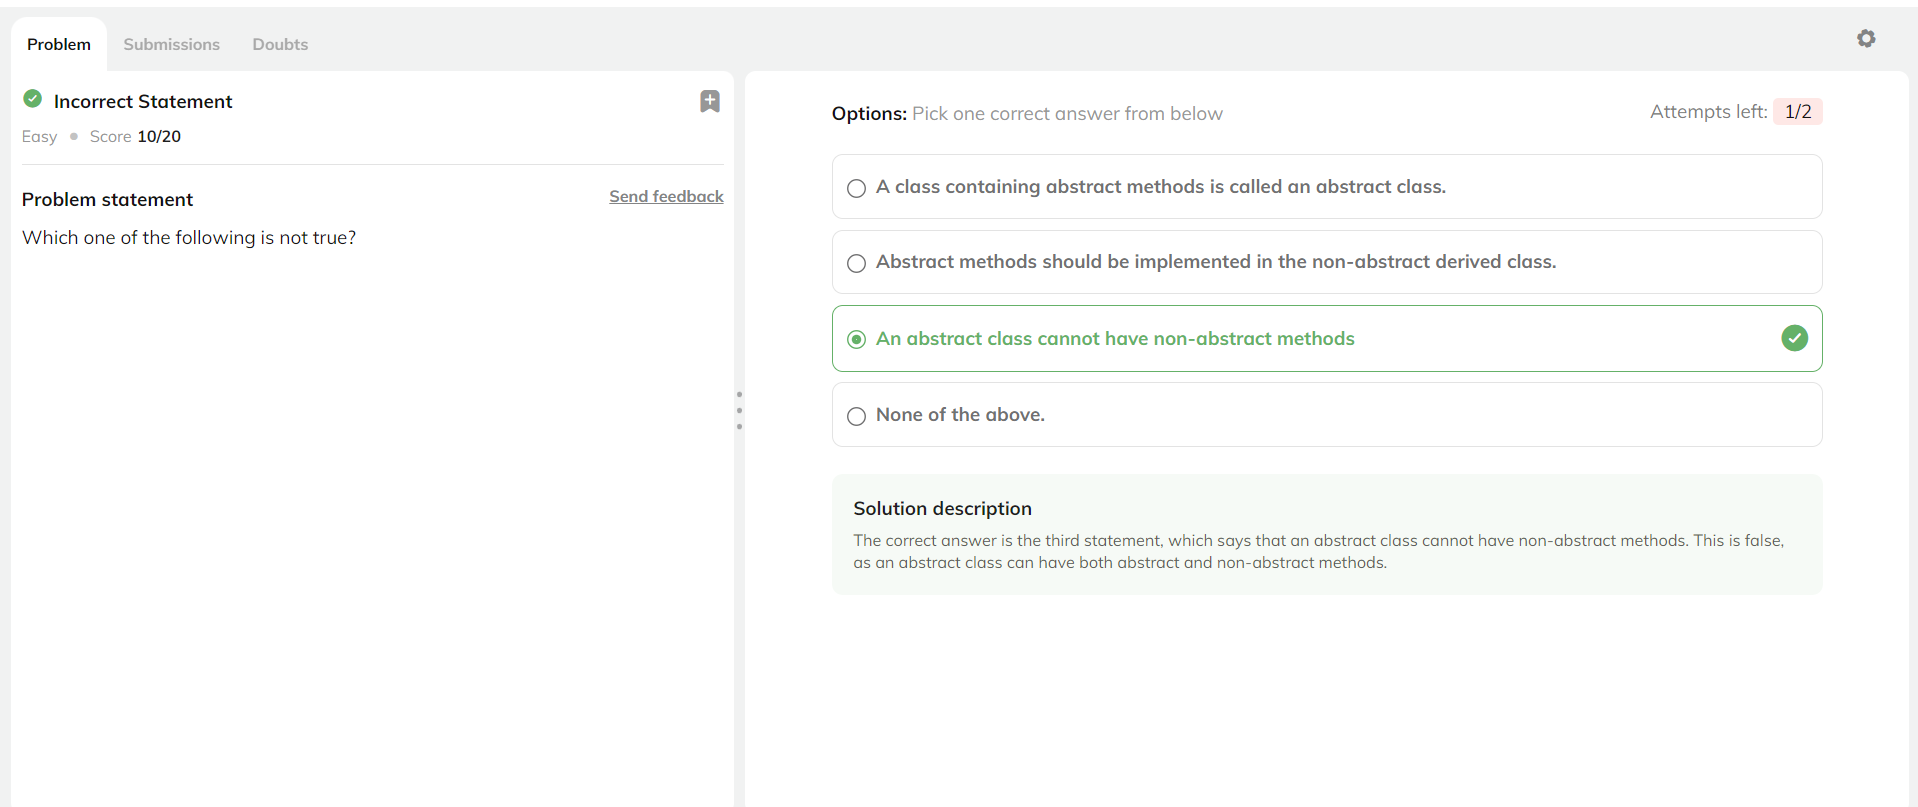 Problem Submissions Doubts
Incorrect Statement
Easy Score 10/20
Problem statement Send feedback
Which one of the following is not true?
Options: Pick one correct answer from below Attempts left: 1/2
A class containing abstract methods is called an abstract class.
Abstract methods should be implemented in the non-abstract derived class.
An abstract class cannot have non-abstract methods
None of the above.
Solution description
The correct answer is the third statement, which says that an abstract class cannot have non-abstract methods. This is false,
as an abstract class can have both abstract and non-abstract methods.